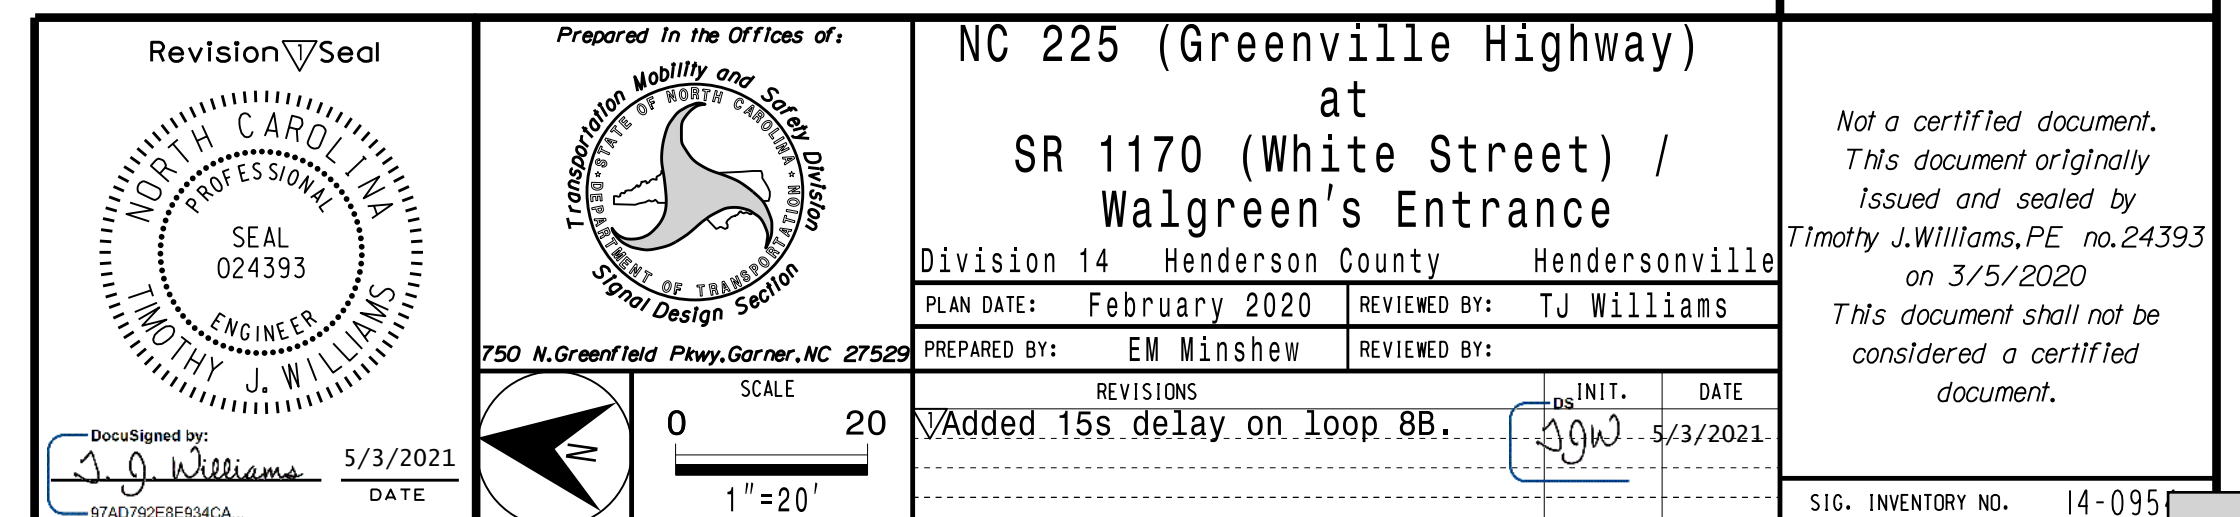 Revision 1 Seal
NORTH CAROLINA
PROFESSIONAL
SEAL
024393
ENGINEER
TIMOTHY J. WILLIAMS
DocuSigned by:
T. J. Williams
5/3/2021
DATE
97AD792E8E934CA...
Prepared in the Offices of:
Transportation Mobility and Safety Division
STATE OF NORTH CAROLINA
DEPARTMENT OF TRANSPORTATION
Signal Design Section
750 N.Greenfield Pkwy,Garner,NC 27529
N
SCALE
0 20
1"=20'
NC 225 (Greenville Highway)
at
SR 1170 (White Street) /
Walgreen's Entrance
Division 14 Henderson County Hendersonville
PLAN DATE: February 2020 REVIEWED BY: TJ Williams
PREPARED BY: EM Minshew REVIEWED BY:
REVISIONS INIT. DATE
1 Added 15s delay on loop 8B. DS TJW 5/3/2021
Not a certified document.
This document originally
issued and sealed by
Timothy J.Williams,PE no.24393
on 3/5/2020
This document shall not be
considered a certified
document.
SIG. INVENTORY NO.